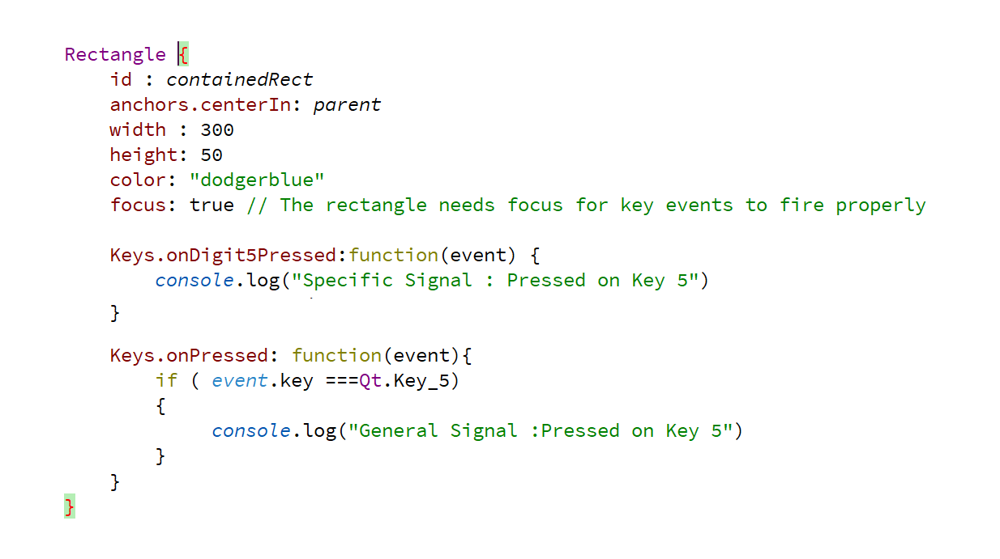 Rectangle {
    id : containedRect
    anchors.centerIn: parent
    width : 300
    height: 50
    color: "dodgerblue"
    focus: true // The rectangle needs focus for key events to fire properly
    Keys.onDigit5Pressed:function(event) {
        console.log("Specific Signal : Pressed on Key 5")
    }
    Keys.onPressed: function(event){
        if ( event.key ===Qt.Key_5)
        {
             console.log("General Signal :Pressed on Key 5")
        }
    }
}